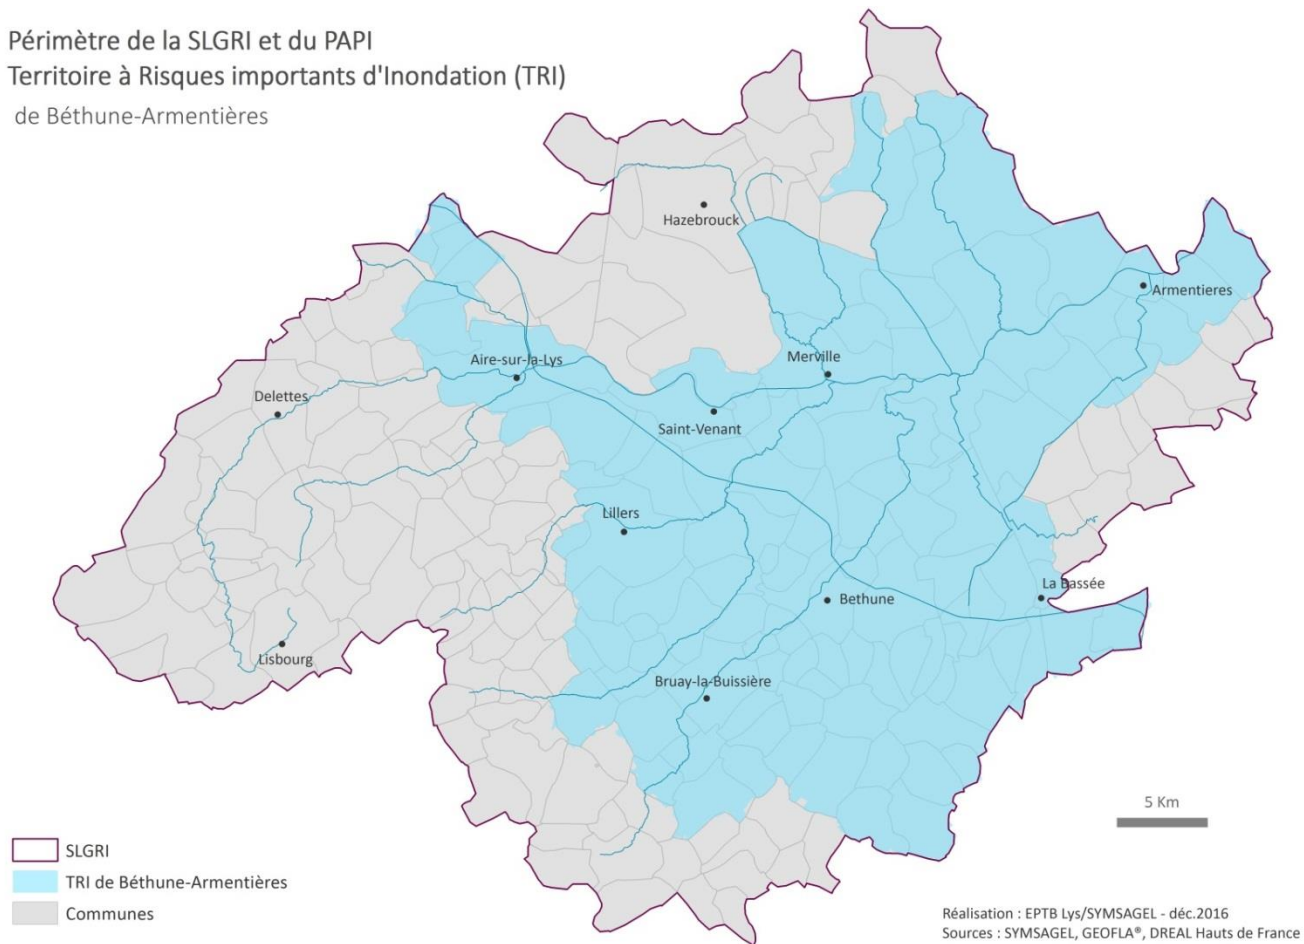 Périmètre de la SLGRI et du PAPI
Territoire à Risques importants d'Inondation (TRI)
de Béthune-Armentières
Hazebrouck
Armentieres
Merville
Aire-sur-la-Lys
Delettes
Saint-Venant
Lillers
La Bassée
Bethune
Lisbourg
Bruay-la-Buissière
5 Km
SLGRI
TRI de Béthune-Armentières
Communes
Réalisation : EPTB Lys/SYMSAGEL - déc.2016
Sources : SYMSAGEL, GEOFLA®, DREAL Hauts de France